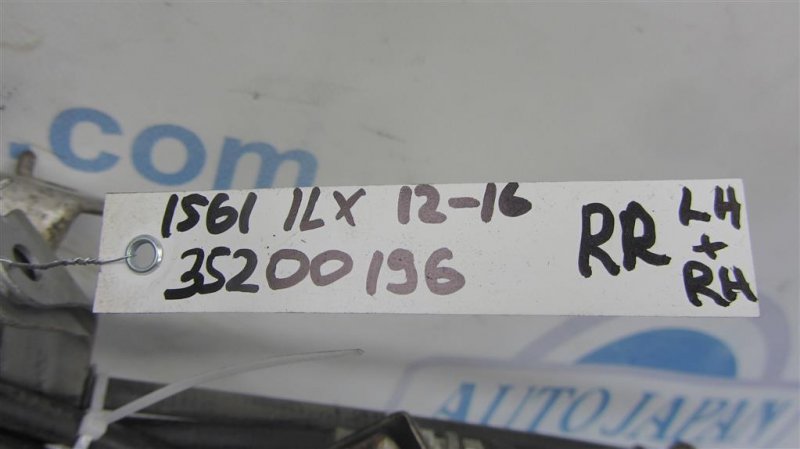 .com
1561 ILX 12-16
35200196
RR LH
+
RH
AUTOJAPAN